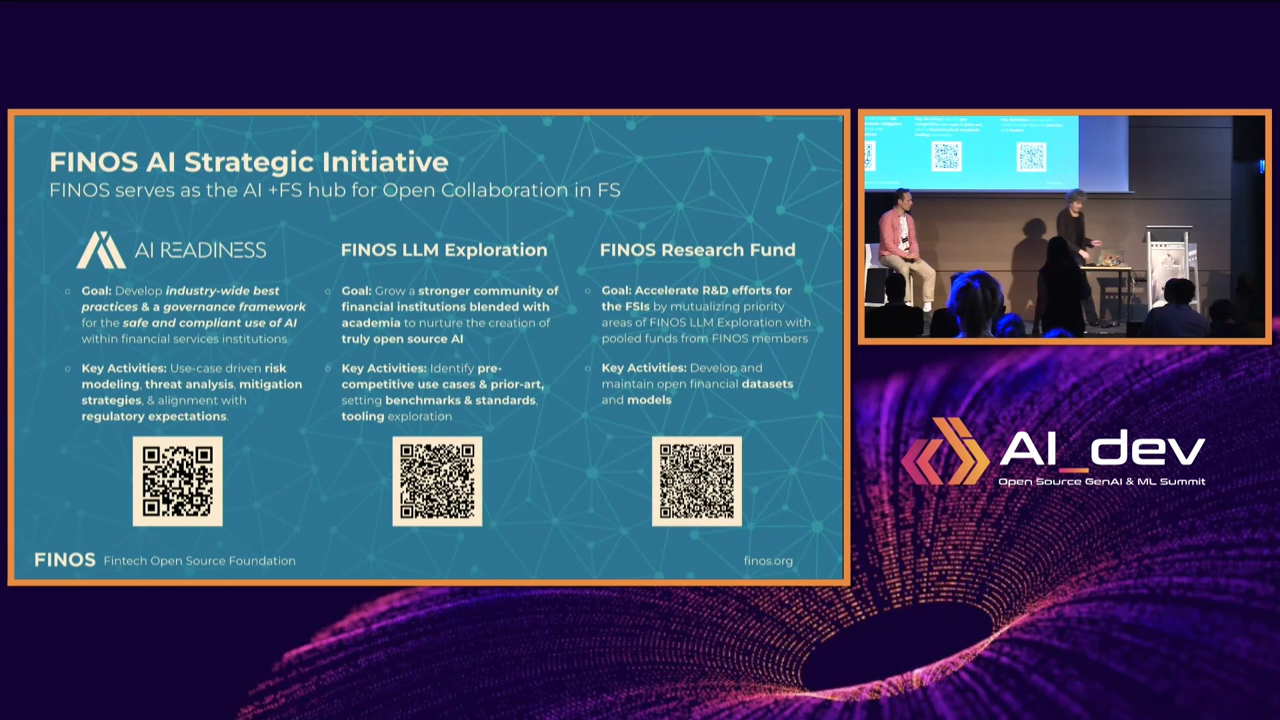 FINOS AI Strategic Initiative
FINOS serves as the AI +FS hub for Open Collaboration in FS
AI READINESS
Goal: Develop industry-wide best
practices & a governance framework
for the safe and compliant use of AI
within financial services institutions
Key Activities: Use-case driven risk
modeling, threat analysis, mitigation
strategies, & alignment with
regulatory expectations.
FINOS LLM Exploration
Goal: Grow a stronger community of
financial institutions blended with
academia to nurture the creation of
truly open source AI
Key Activities: Identify pre-
competitive use cases & prior-art,
setting benchmarks & standards,
tooling exploration
FINOS Research Fund
Goal: Accelerate R&D efforts for
the FSIs by mutualizing priority
areas of FINOS LLM Exploration with
pooled funds from FINOS members
Key Activities: Develop and
maintain open financial datasets
and models
FINOS Fintech Open Source Foundation
finos.org
AI_dev
Open Source GenAI & ML Summit